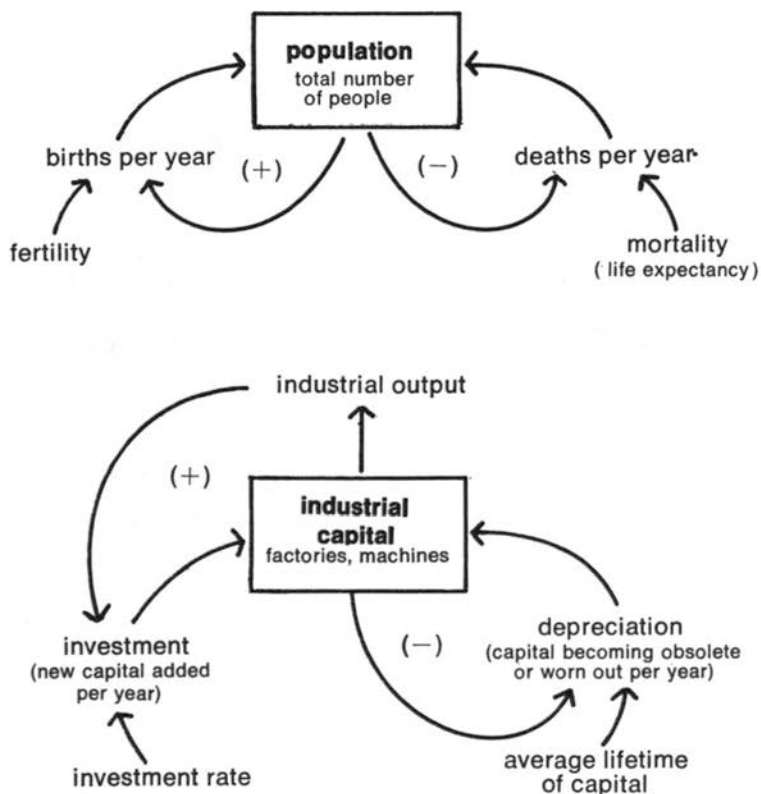 population
total number
of people
births per year
(+)
(−)
deaths per year
fertility
mortality
( life expectancy)
industrial output
(+)
industrial
capital
factories, machines
investment
(new capital added
per year)
(−)
depreciation
(capital becoming obsolete
or worn out per year)
investment rate
average lifetime
of capital